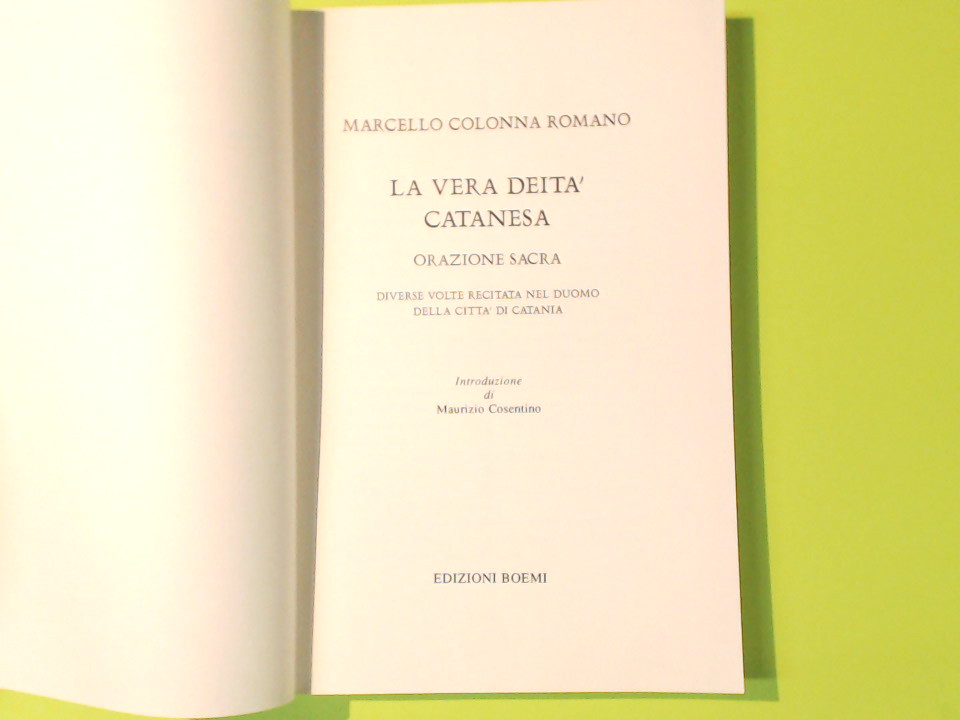 MARCELLO COLONNA ROMANO
LA VERA DEITA'
CATANESA
ORAZIONE SACRA
DIVERSE VOLTE RECITATA NEL DUOMO
DELLA CITTA' DI CATANIA
Introduzione
di
Maurizio Cosentino
EDIZIONI BOEMI